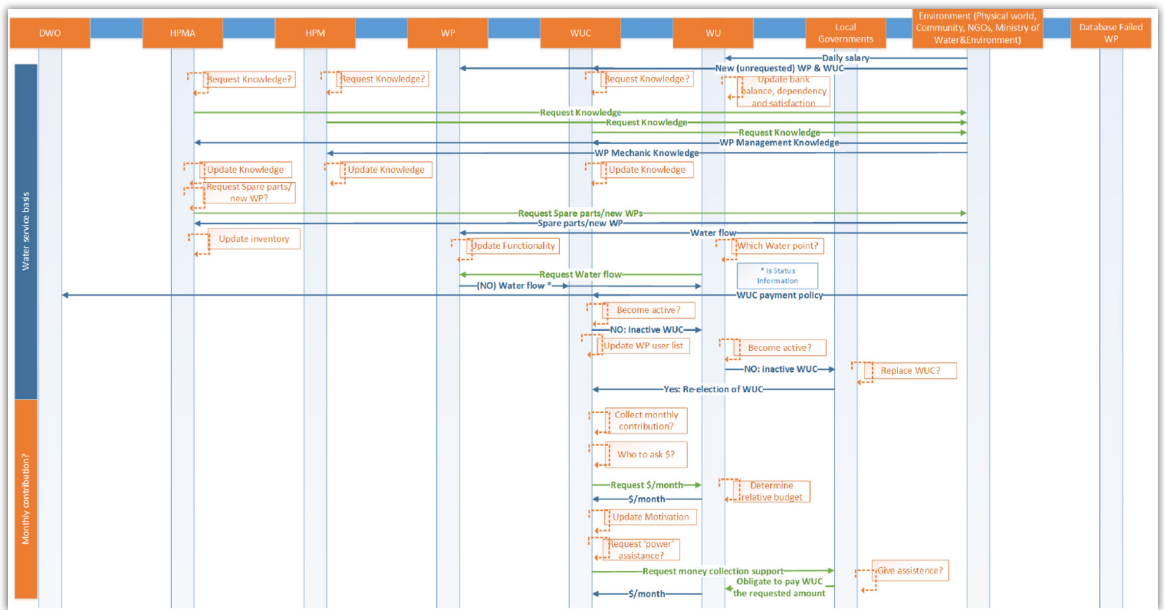 DWO
HPMA
HPM
WP
WUC
WU
Local
Governments
Environment (Physical world,
Community, NGOs, Ministry of
Water&Environment)
Database Failed
WP
Water service basis
Monthly contribution?
Daily salary
New (unrequested) WP & WUC
Request Knowledge?
Request Knowledge?
Request Knowledge?
Update bank
balance, dependency
and satisfaction
Request Knowledge
Request Knowledge
Request Knowledge
WP Management Knowledge
WP Mechanic Knowledge
Update Knowledge
Update Knowledge
Update Knowledge
Request Spare parts/
new WP?
Request Spare parts/new WPs
Spare parts/new WP
Water flow
Update inventory
Update Functionality
Which Water point?
Request Water flow
* is Status
Information
(NO) Water flow *
WUC payment policy
Become active?
NO: inactive WUC
Update WP user list
Become active?
NO: inactive WUC
Replace WUC?
Yes: Re-election of WUC
Collect monthly
contribution?
Who to ask $?
Request $/month
Determine
relative budget
$/month
Update Motivation
Request 'power'
assistance?
Request money collection support
Give assistence?
Obligate to pay WUC
the requested amount
$/month